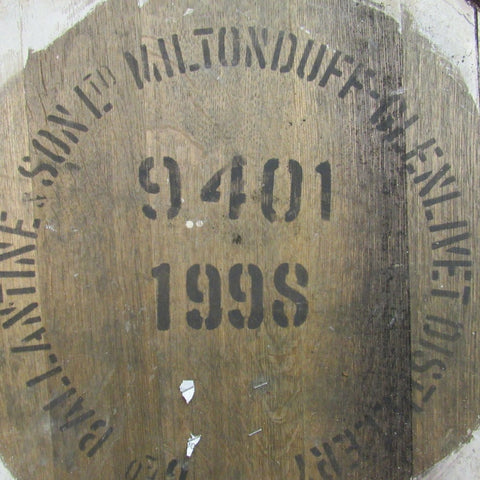 BALLANTINE & SON LTD MILTONDUFF-GLENLIVET DISTILLERY
9401
1998